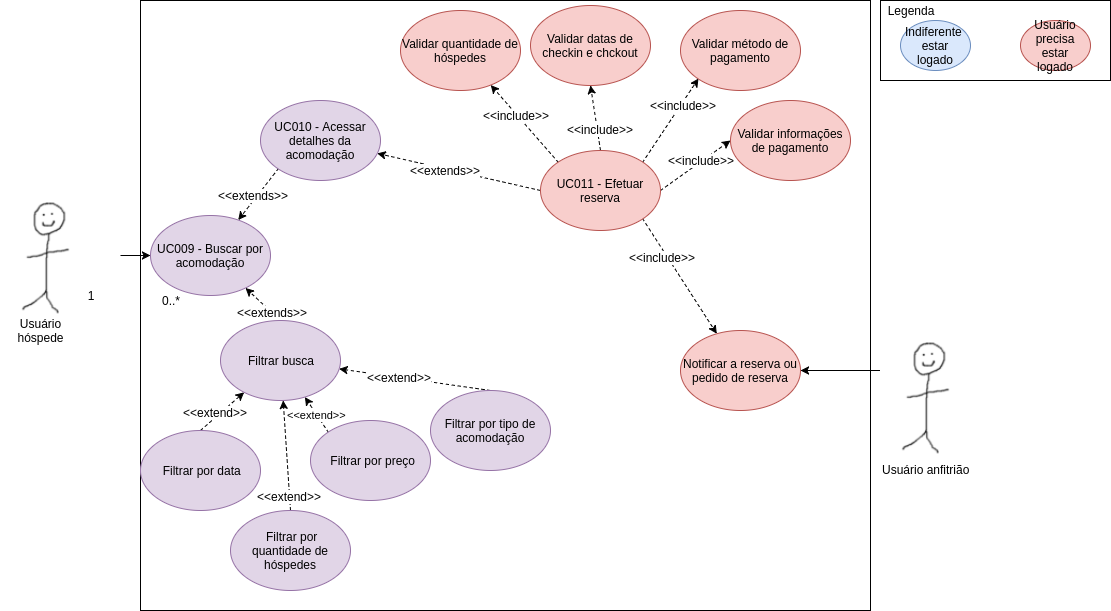 Legenda
Indiferente
estar
logado
Usuário
precisa
estar
logado
Validar quantidade de
hóspedes
Validar datas de
checkin e chckout
Validar método de
pagamento
<<include>>
<<include>>
<<include>>
Validar informações
de pagamento
<<include>>
UC010 - Acessar
detalhes da
acomodação
<<extends>>
UC011 - Efetuar
reserva
<<extends>>
UC009 - Buscar por
acomodação
<<include>>
1
0..*
Usuário
hóspede
<<extends>>
Filtrar busca
Notificar a reserva ou
pedido de reserva
<<extend>>
<<extend>>
<<extend>>
Filtrar por tipo de
acomodação
Filtrar por data
Filtrar por preço
Usuário anfitrião
<<extend>>
Filtrar por
quantidade de
hóspedes